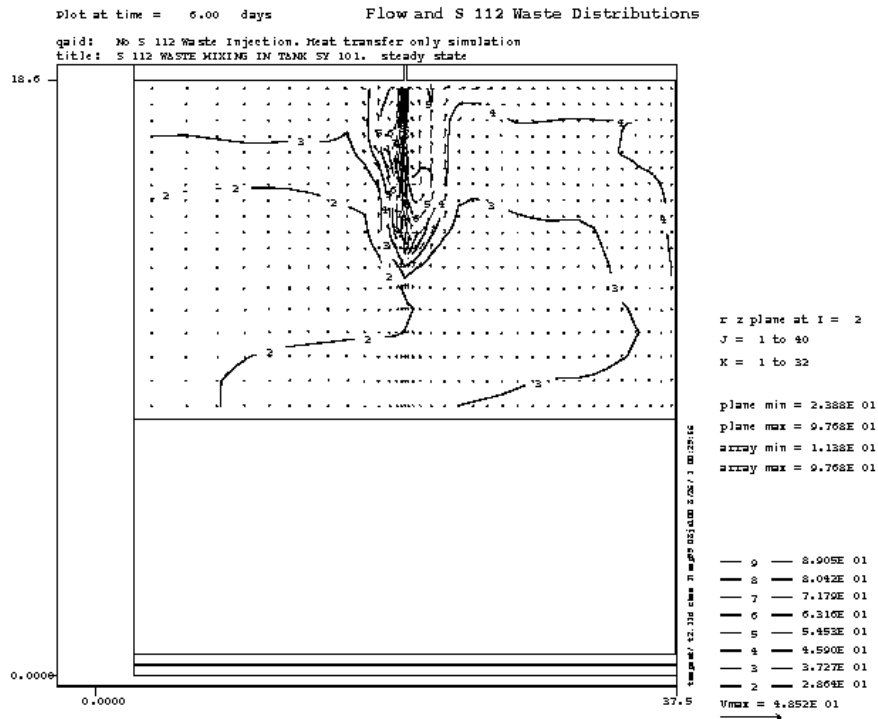 Plot at time = 6.00 days
Flow and S 112 Waste Distributions
qaid: No S 112 Waste Injection. Heat transfer only simulation
title: S 112 WASTE MIXING IN TANK SY 101. steady state
18.6
0.0000
0.0000
37.5
r z plane at I = 2
J = 1 to 40
K = 1 to 32
plane min = 2.388E 01
plane max = 9.768E 01
array min = 1.138E 01
array max = 9.768E 01
9 8.905E 01
8 8.042E 01
7 7.179E 01
6 6.316E 01
5 5.453E 01
4 4.590E 01
3 3.727E 01
2 2.864E 01
Vmax = 4.852E 01